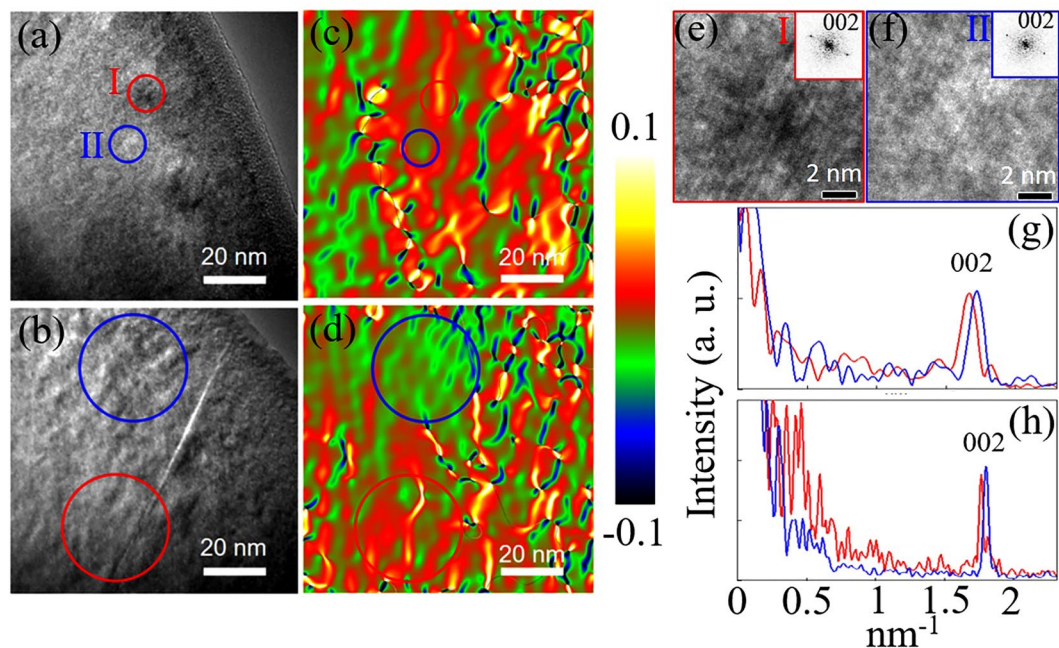 (a)
I
II
20 nm
(b)
20 nm
(c)
20 nm
(d)
20 nm
0.1
-0.1
(e)
I
002
2 nm
(f)
II
002
2 nm
(g)
002
(h)
002
Intensity (a. u.)
0 0.5 1 1.5 2
nm⁻¹